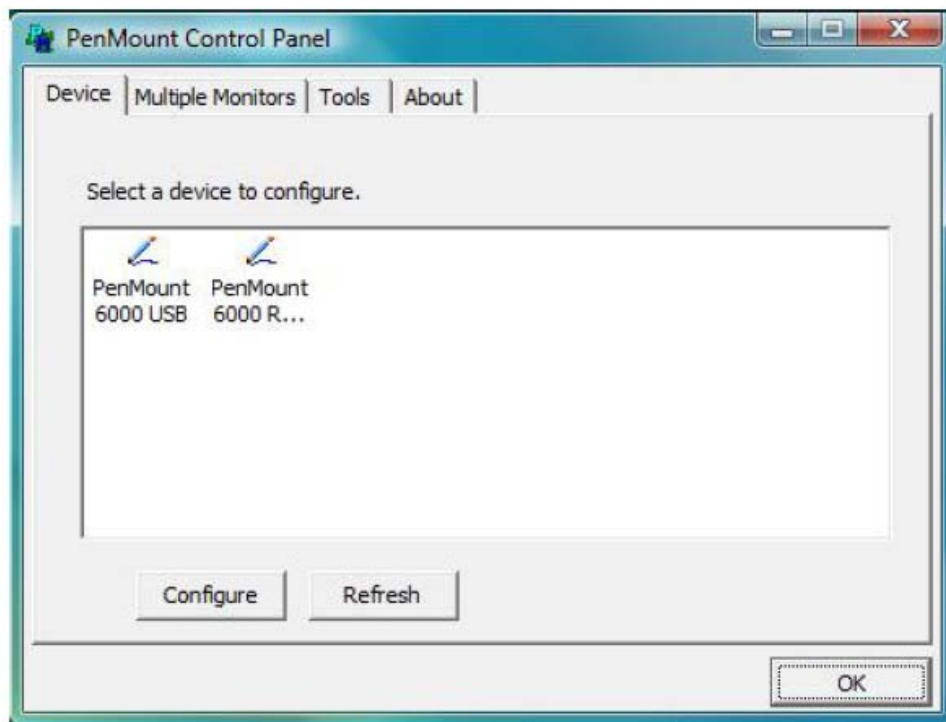 PenMount Control Panel
Device Multiple Monitors Tools About
Select a device to configure.
PenMount PenMount
6000 USB 6000 R...
Configure Refresh
OK